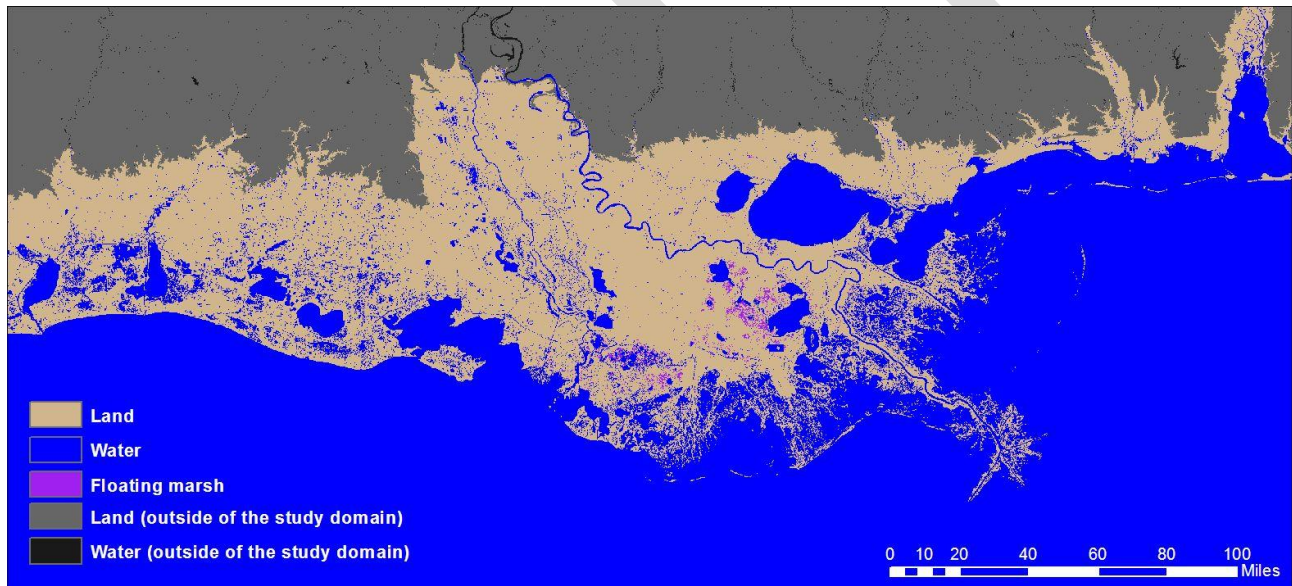 Land
Water
Floating marsh
Land (outside of the study domain)
Water (outside of the study domain)
0 10 20 40 60 80 100
Miles